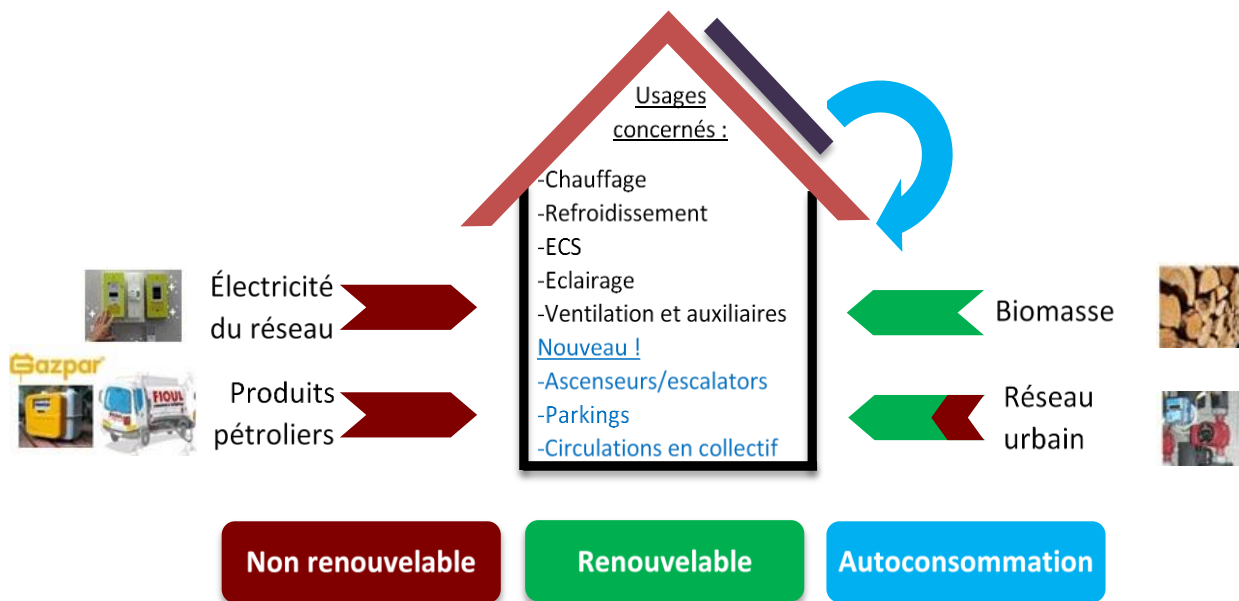 Usages
concernés :
-Chauffage
-Refroidissement
-ECS
-Eclairage
-Ventilation et auxiliaires
Nouveau !
-Ascenseurs/escalators
-Parkings
-Circulations en collectif
Électricité
du réseau
Gazpar
FIOUL
Produits
pétroliers
Biomasse
Réseau
urbain
Non renouvelable
Renouvelable
Autoconsommation